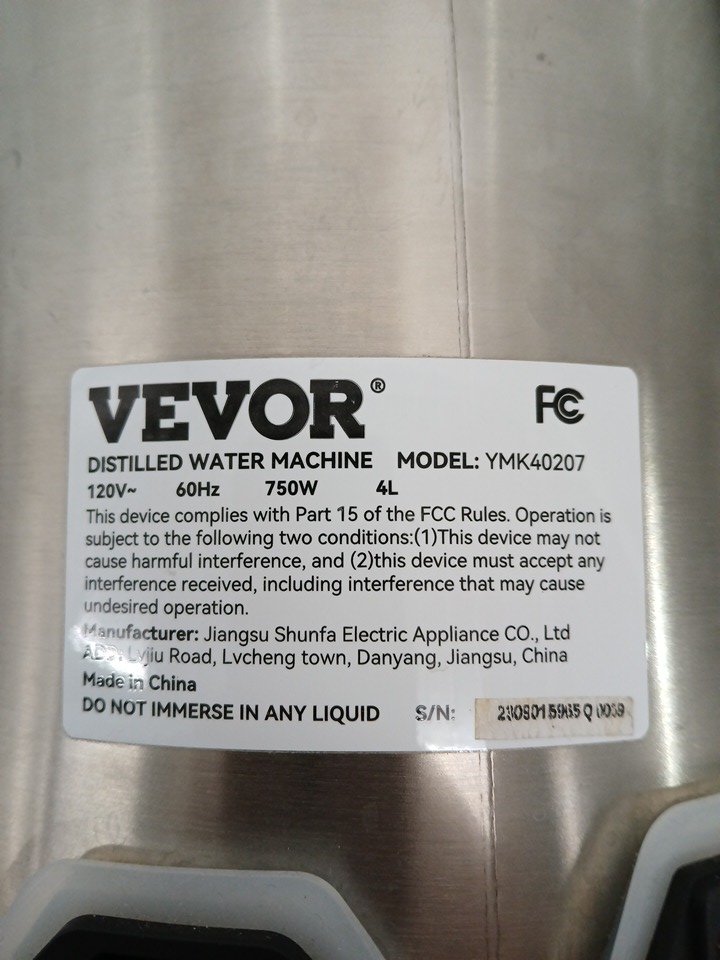 VEVOR®
FC
DISTILLED WATER MACHINE MODEL: YMK40207
120V~ 60Hz 750W 4L
This device complies with Part 15 of the FCC Rules. Operation is
subject to the following two conditions:(1)This device may not
cause harmful interference, and (2)this device must accept any
interference received, including interference that may cause
undesired operation.
Manufacturer: Jiangsu Shunfa Electric Appliance CO., Ltd
ADD: Lvjiu Road, Lvcheng town, Danyang, Jiangsu, China
Made in China
DO NOT IMMERSE IN ANY LIQUID S/N: